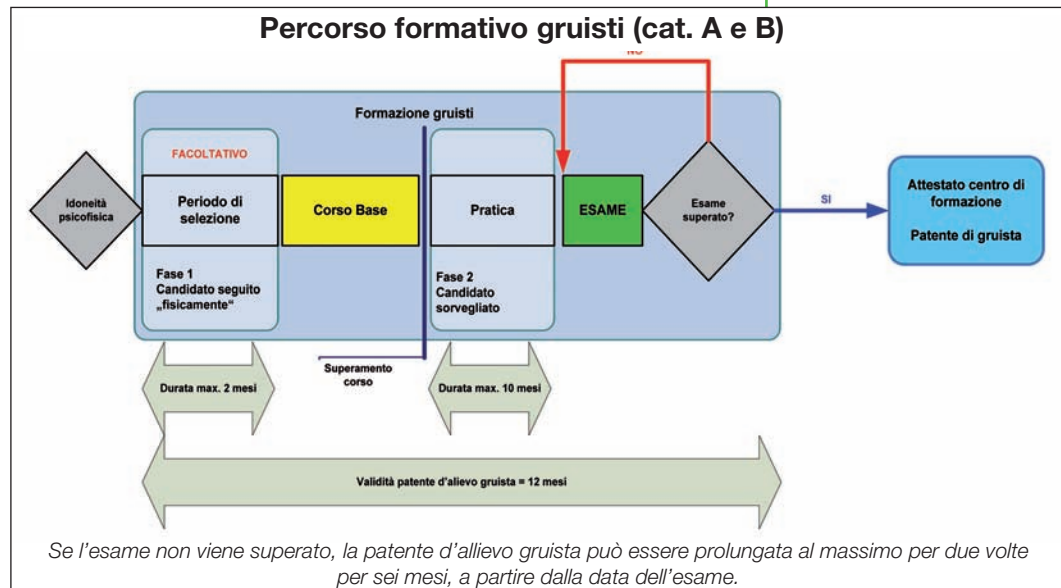 Percorso formativo gruisti (cat. A e B)
NO
Formazione gruisti
FACOLTATIVO
Idoneità
psicofisica
Periodo di
selezione
Corso Base
Pratica
ESAME
Esame
superato?
SI
Attestato centro di
formazione
Patente di gruista
Fase 1
Candidato seguito
„fisicamente“
Fase 2
Candidato
sorvegliato
Superamento
corso
Durata max. 2 mesi
Durata max. 10 mesi
Validità patente d'alievo gruista = 12 mesi
Se l'esame non viene superato, la patente d'allievo gruista può essere prolungata al massimo per due volte
per sei mesi, a partire dalla data dell'esame.